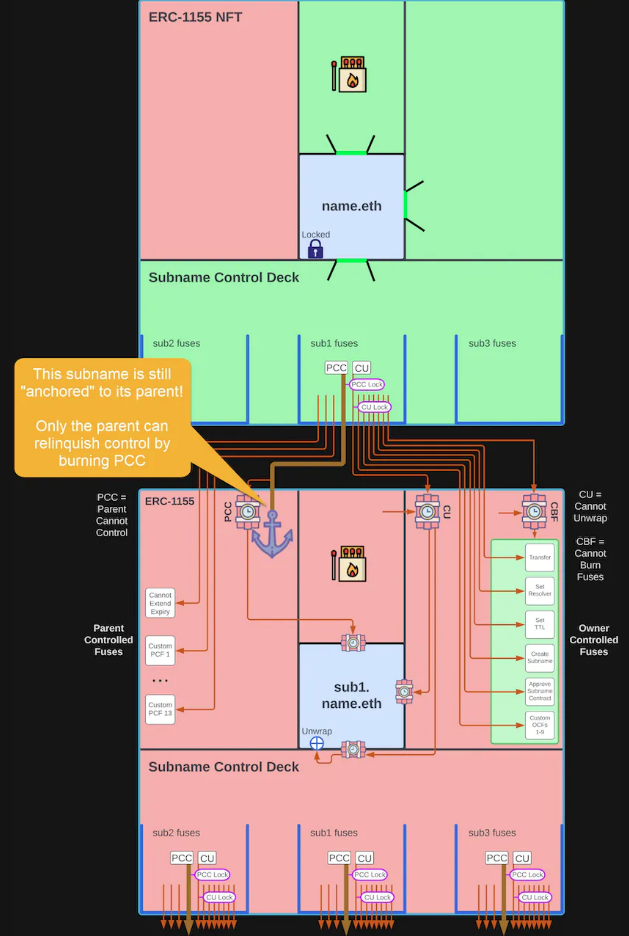 ERC-1155 NFT
name.eth
Locked
Subname Control Deck
sub2 fuses
sub1 fuses
sub3 fuses
PCC
CU
PCC Lock
CU Lock
This subname is still
"anchored" to its parent!
Only the parent can
relinquish control by
burning PCC
PCC =
Parent
Cannot
Control
ERC-1155
PCC
CU
CBF
CU =
Cannot
Unwrap
CBF =
Cannot
Burn
Fuses
Parent
Controlled
Fuses
Cannot
Extend
Expiry
Custom
PCF 1
...
Custom
PCF 13
sub1.
name.eth
Unwrap
Transfer
Set
Resolver
Set
TTL
Create
Subname
Approve
Subname
Contract
Custom
OCFs
1-9
Owner
Controlled
Fuses
Subname Control Deck
sub2 fuses
sub1 fuses
sub3 fuses
PCC
CU
PCC Lock
CU Lock
PCC
CU
PCC Lock
CU Lock
PCC
CU
PCC Lock
CU Lock